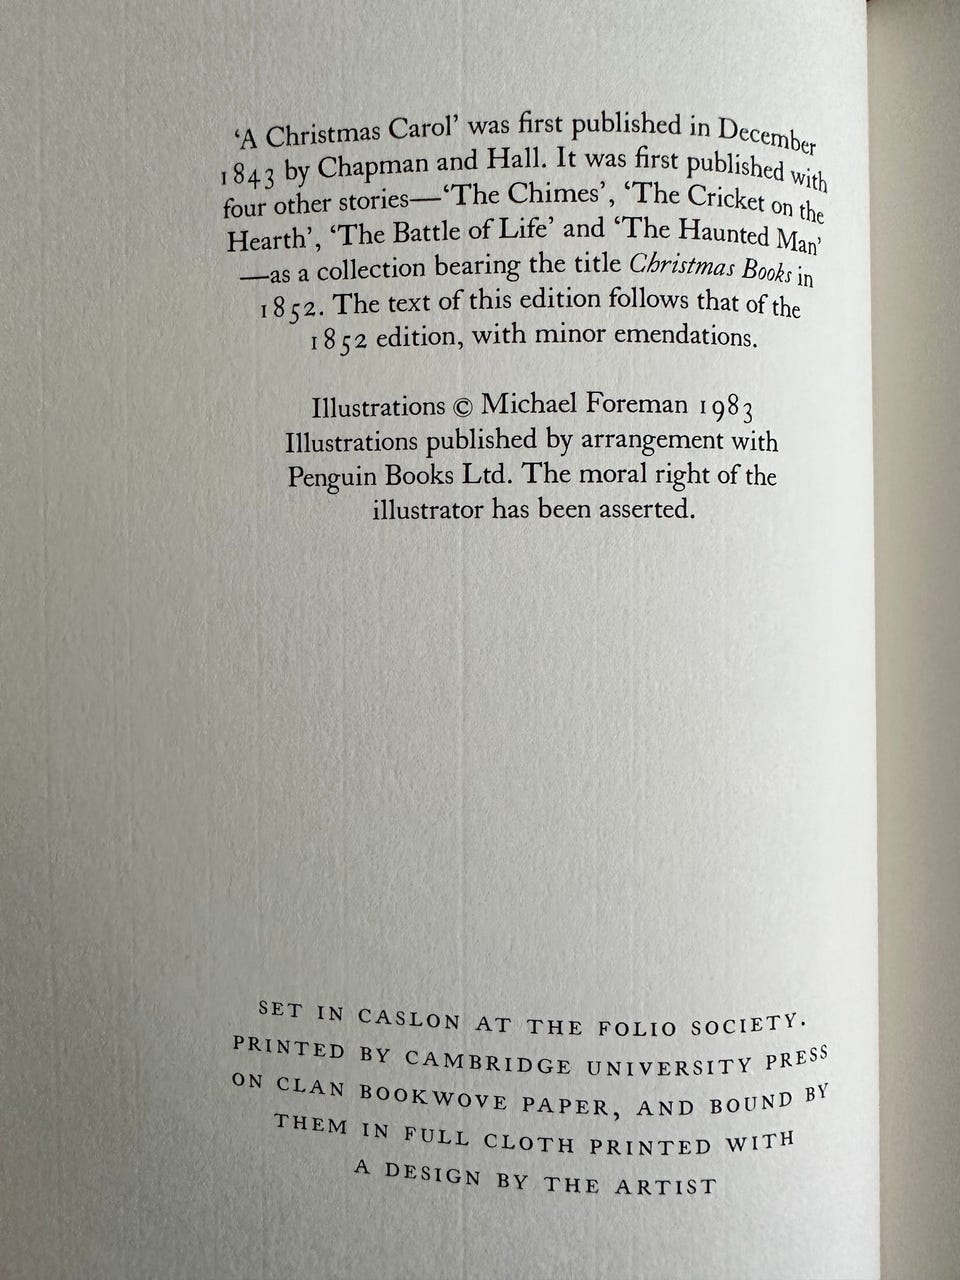 ‘A Christmas Carol’ was first published in December
1843 by Chapman and Hall. It was first published with
four other stories—‘The Chimes’, ‘The Cricket on the
Hearth’, ‘The Battle of Life’ and ‘The Haunted Man’
—as a collection bearing the title Christmas Books in
1852. The text of this edition follows that of the
1852 edition, with minor emendations.
Illustrations © Michael Foreman 1983
Illustrations published by arrangement with
Penguin Books Ltd. The moral right of the
illustrator has been asserted.
SET IN CASLON AT THE FOLIO SOCIETY.
PRINTED BY CAMBRIDGE UNIVERSITY PRESS
ON CLAN BOOKWOVE PAPER, AND BOUND BY
THEM IN FULL CLOTH PRINTED WITH
A DESIGN BY THE ARTIST